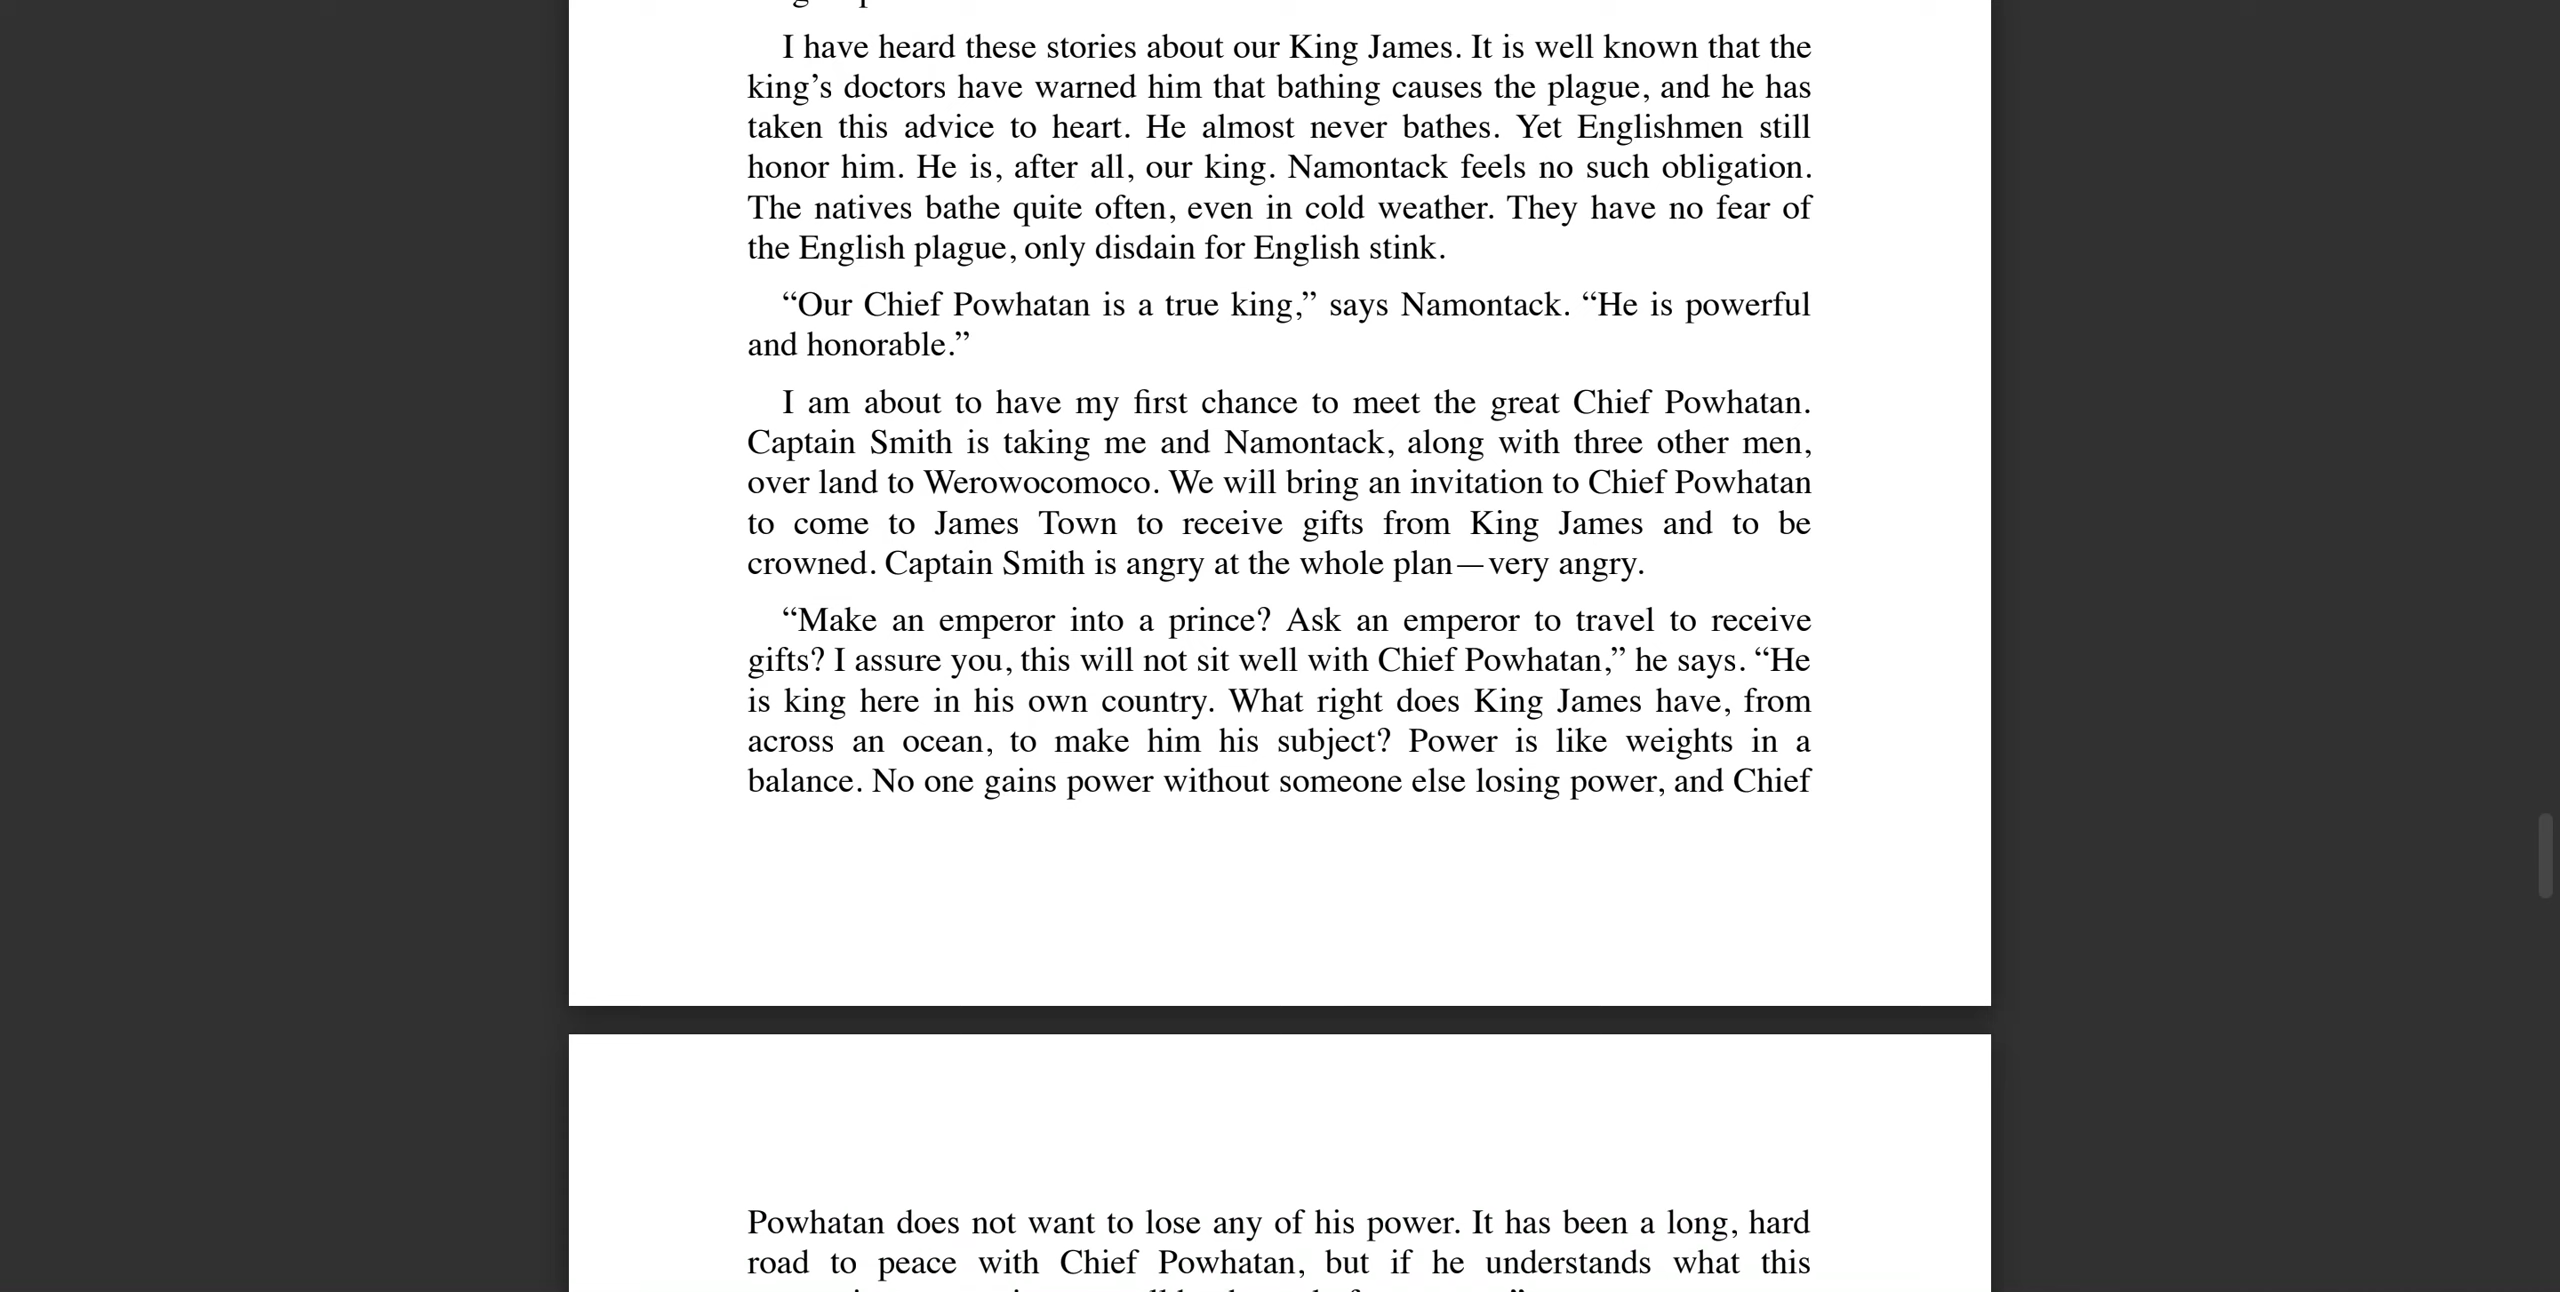 I have heard these stories about our King James. It is well known that the
king’s doctors have warned him that bathing causes the plague, and he has
taken this advice to heart. He almost never bathes. Yet Englishmen still
honor him. He is, after all, our king. Namontack feels no such obligation.
The natives bathe quite often, even in cold weather. They have no fear of
the English plague, only disdain for English stink.
“Our Chief Powhatan is a true king,” says Namontack. “He is powerful
and honorable.”
I am about to have my first chance to meet the great Chief Powhatan.
Captain Smith is taking me and Namontack, along with three other men,
over land to Werowocomoco. We will bring an invitation to Chief Powhatan
to come to James Town to receive gifts from King James and to be
crowned. Captain Smith is angry at the whole plan—very angry.
“Make an emperor into a prince? Ask an emperor to travel to receive
gifts? I assure you, this will not sit well with Chief Powhatan,” he says. “He
is king here in his own country. What right does King James have, from
across an ocean, to make him his subject? Power is like weights in a
balance. No one gains power without someone else losing power, and Chief
Powhatan does not want to lose any of his power. It has been a long, hard
road to peace with Chief Powhatan, but if he understands what this